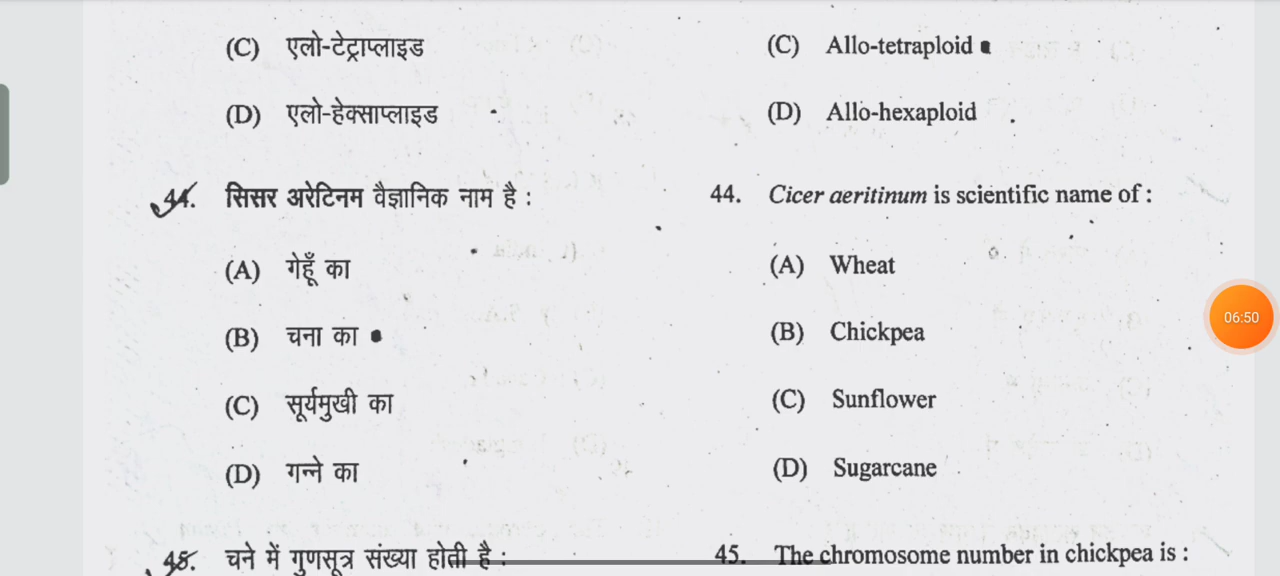 (C) एलो-टेट्राप्लाइड
(D) एलो-हेक्साप्लाइड
44. सिसर अरेटिनम वैज्ञानिक नाम है :
(A) गेहूँ का
(B) चना का
(C) सूर्यमुखी का
(D) गन्ने का
45. चने में गुणसूत्र संख्या होती है :
(C) Allo-tetraploid
(D) Allo-hexaploid
44. Cicer aeritinum is scientific name of :
(A) Wheat
(B) Chickpea
(C) Sunflower
(D) Sugarcane
45. The chromosome number in chickpea is :
06:50